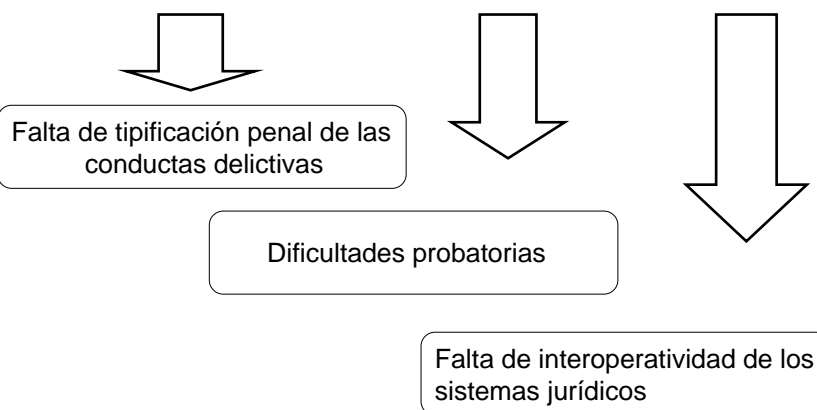 Falta de tipificación penal de las
conductas delictivas
Dificultades probatorias
Falta de interoperatividad de los
sistemas jurídicos